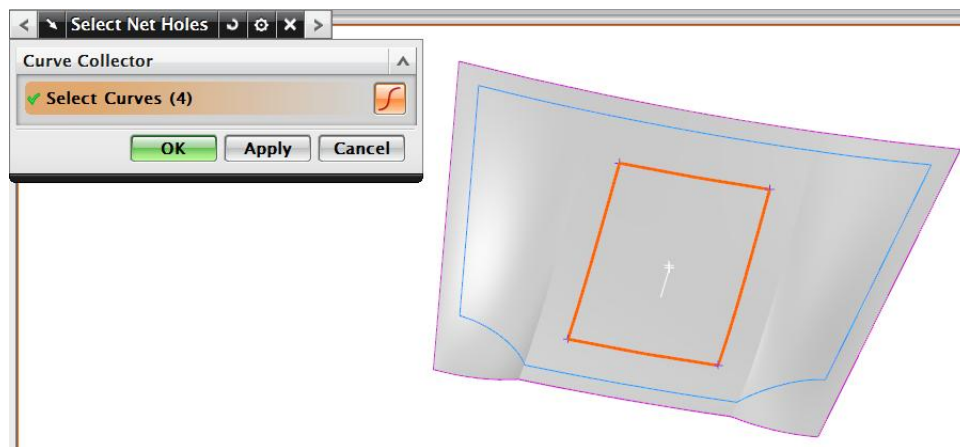 Select Net Holes
Curve Collector
Select Curves (4)
OK Apply Cancel